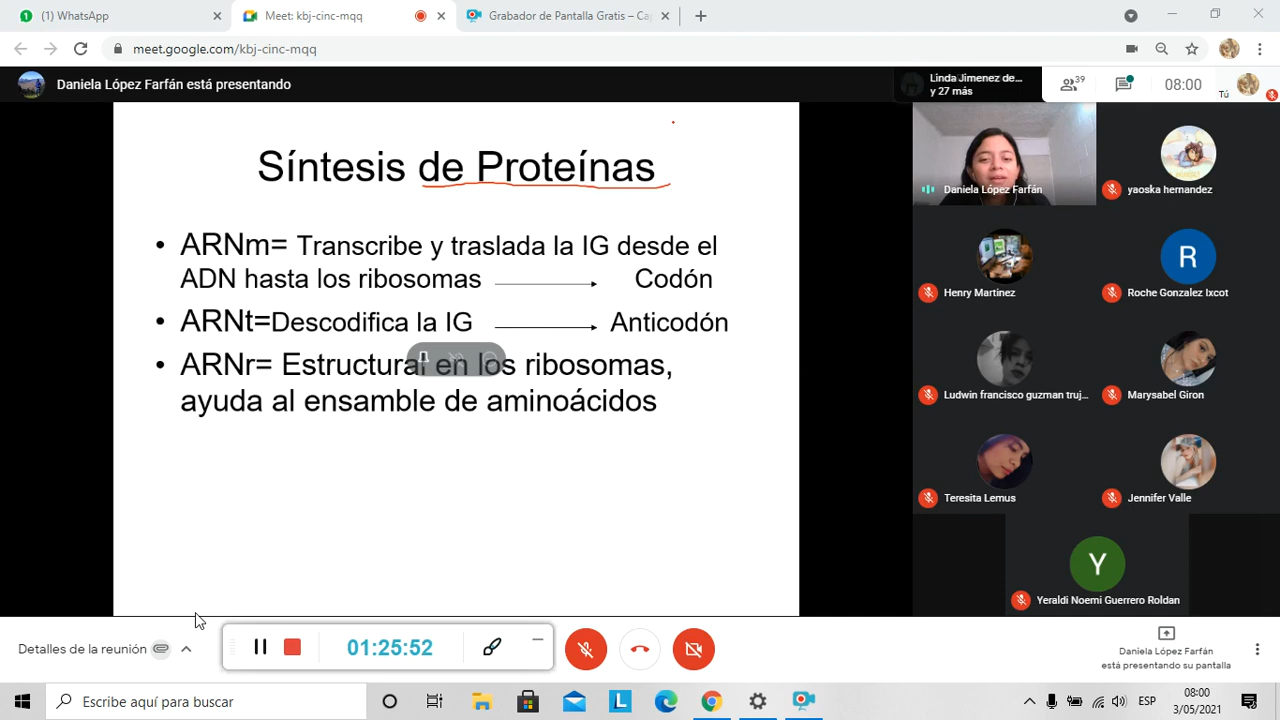 (1) WhatsApp
Meet: kbj-cinc-mqq
Grabador de Pantalla Gratis – Ca
meet.google.com/kbj-cinc-mqq
Daniela López Farfán está presentando
Linda Jimenez de...
y 27 más
39
08:00
Tú
Síntesis de Proteínas
• ARNm= Transcribe y traslada la IG desde el
ADN hasta los ribosomas Codón
• ARNt=Descodifica la IG Anticodón
• ARNr= Estructural en los ribosomas,
ayuda al ensamble de aminoácidos
Daniela López Farfán
yaoska hernandez
Henry Martinez
R
Roche Gonzalez Ixcot
Ludwin francisco guzman truj...
Marysabel Giron
Teresita Lemus
Jennifer Valle
Y
Yeraldi Noemi Guerrero Roldan
Detalles de la reunión
01:25:52
Daniela López Farfán
está presentando su pantalla
Escribe aquí para buscar
L
ESP
08:00
3/05/2021